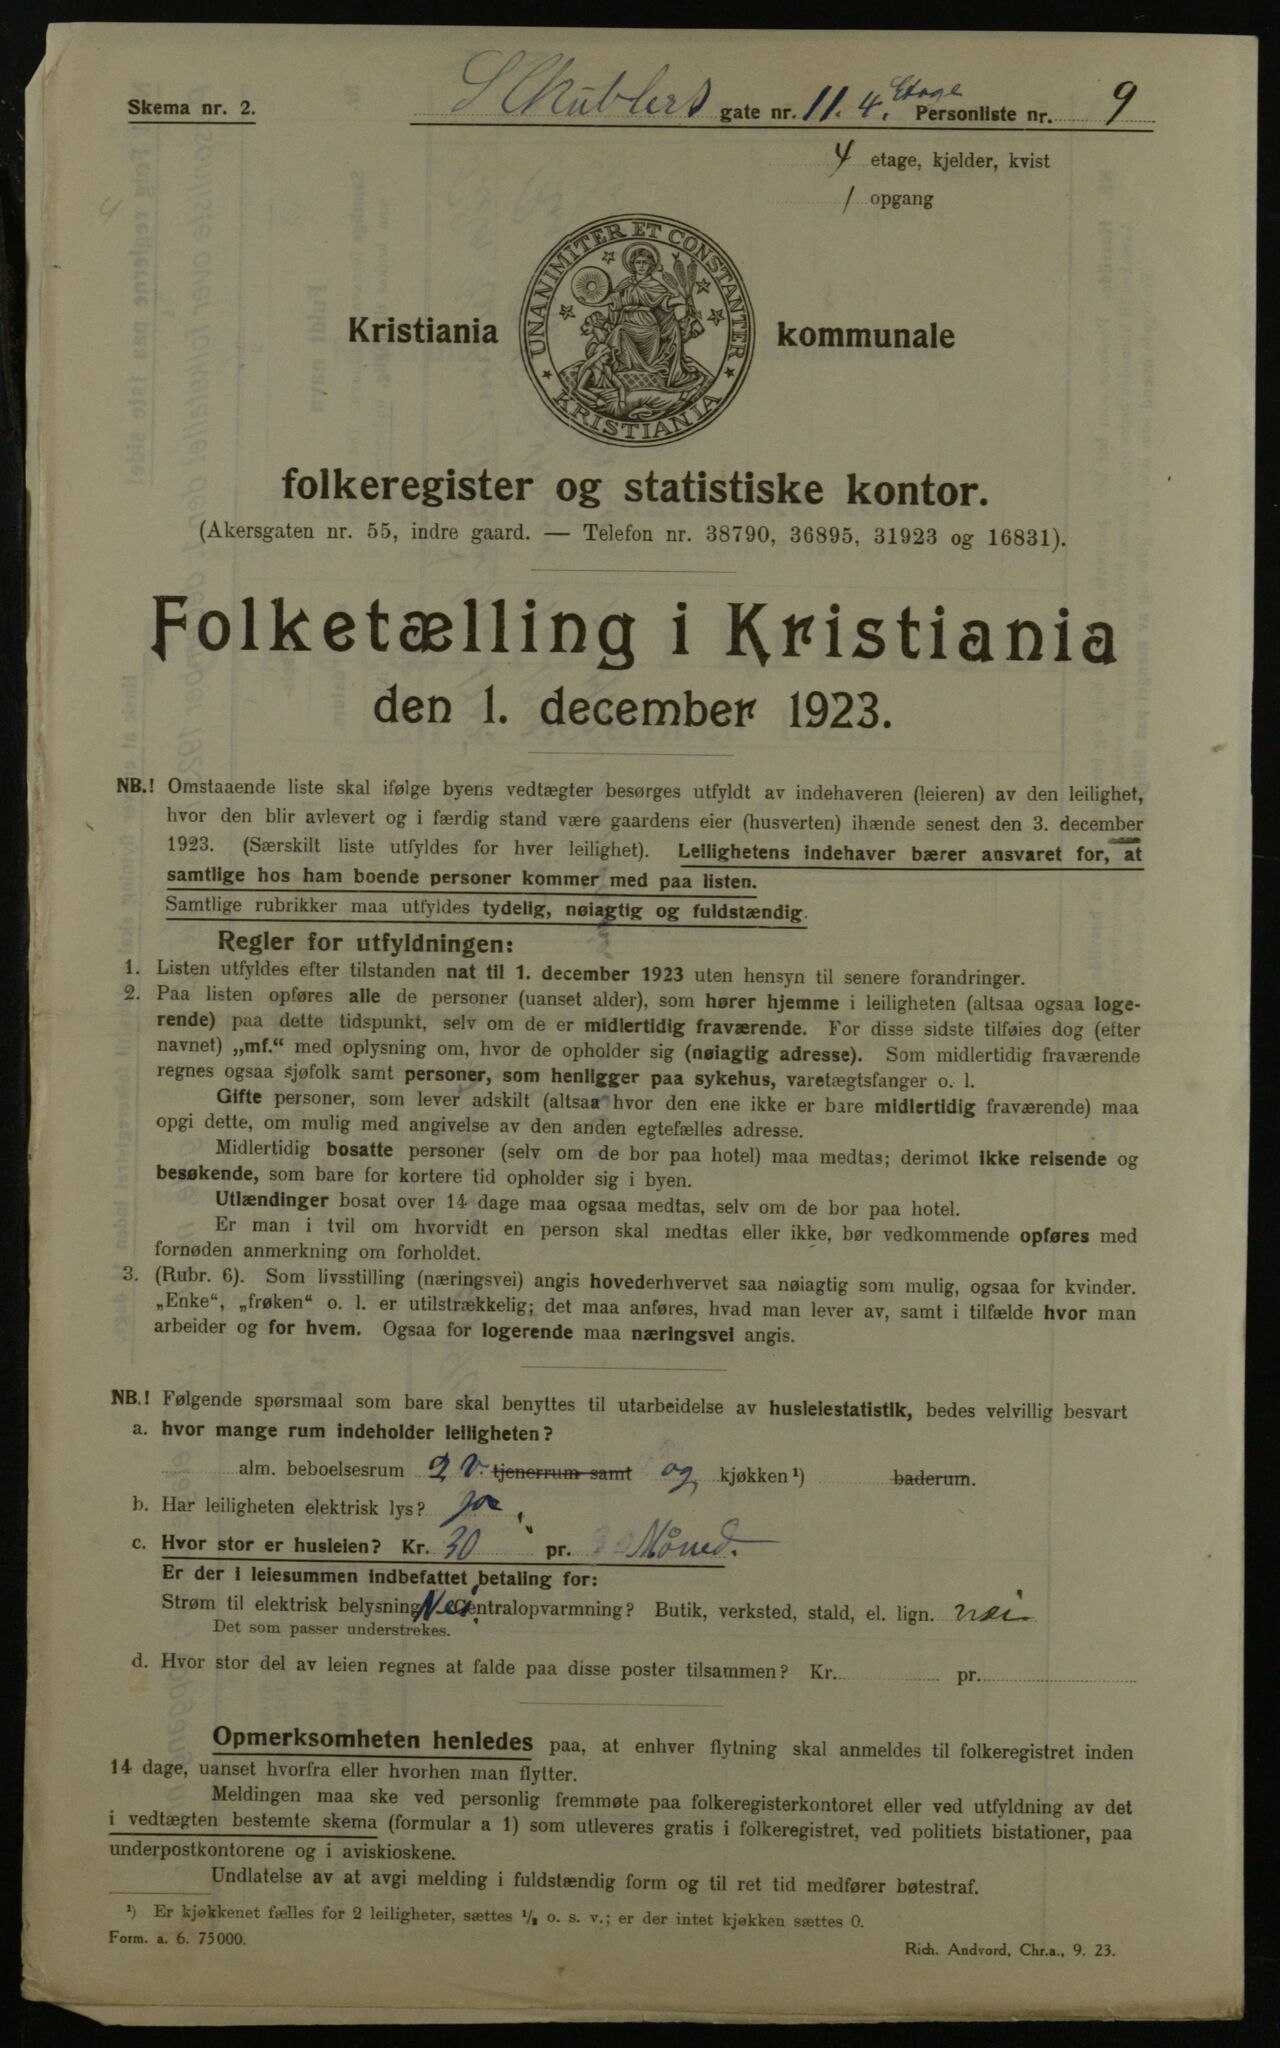 Skema nr. 2.
gate nr. 11. 4. Etage Personliste nr. 9
4 etage, kjelder, kvist
1 opgang
UNANIMITER ET CONSTANTER
KRISTIANIA
Kristiania kommunale
folkeregister og statistiske kontor.
(Akersgaten nr. 55, indre gaard. — Telefon nr. 38790, 36895, 31923 og 16831).
Folketælling i Kristiania
den 1. december 1923.
NB.! Omstaaende liste skal ifølge byens vedtægter besørges utfyldt av indehaveren (leieren) av den leilighet,
hvor den blir avlevert og i færdig stand være gaardens eier (husverten) ihænde senest den 3. december
1923. (Særskilt liste utfyldes for hver leilighet). Leilighetens indehaver bærer ansvaret for, at
samtlige hos ham boende personer kommer med paa listen.
Samtlige rubrikker maa utfyldes tydelig, nøiagtig og fuldstændig.
Regler for utfyldningen:
1. Listen utfyldes efter tilstanden nat til 1. december 1923 uten hensyn til senere forandringer.
2. Paa listen opføres alle de personer (uanset alder), som hører hjemme i leiligheten (altsaa ogsaa loge-
rende) paa dette tidspunkt, selv om de er midlertidig fraværende. For disse sidste tilføies dog (efter
navnet) „mf.“ med oplysning om, hvor de opholder sig (nøiagtig adresse). Som midlertidig fraværende
regnes ogsaa sjøfolk samt personer, som henligger paa sykehus, varetægtsfanger o. l.
Gifte personer, som lever adskilt (altsaa hvor den ene ikke er bare midlertidig fraværende) maa
opgi dette, om mulig med angivelse av den anden egtefælles adresse.
Midlertidig bosatte personer (selv om de bor paa hotel) maa medtas; derimot ikke reisende og
besøkende, som bare for kortere tid opholder sig i byen.
Utlændinger bosat over 14 dage maa ogsaa medtas, selv om de bor paa hotel.
Er man i tvil om hvorvidt en person skal medtas eller ikke, bør vedkommende opføres med
fornøden anmerkning om forholdet.
3. (Rubr. 6). Som livsstilling (næringsvei) angis hovederhvervet saa nøiagtig som mulig, ogsaa for kvinder.
„Enke“, „frøken“ o. l. er utilstrækkelig; det maa anføres, hvad man lever av, samt i tilfælde hvor man
arbeider og for hvem. Ogsaa for logerende maa næringsvei angis.
NB.! Følgende spørsmaal som bare skal benyttes til utarbeidelse av husleiestatistik, bedes velvillig besvart
a. hvor mange rum indeholder leiligheten?
alm. beboelsesrum 2 v. tjenerrum samt og kjøkken ¹) baderum.
b. Har leiligheten elektrisk lys? ja
c. Hvor stor er husleien? Kr. 30 " pr. Måned.
Er der i leiesummen indbefattet betaling for:
Strøm til elektrisk belysning Nei. Centralopvarmning? Butik, verksted, stald, el. lign. nei
Det som passer understrekes.
d. Hvor stor del av leien regnes at falde paa disse poster tilsammen? Kr. pr.
Opmerksomheten henledes paa, at enhver flytning skal anmeldes til folkeregistret inden
14 dage, uanset hvorfra eller hvorhen man flytter.
Meldingen maa ske ved personlig fremmøte paa folkeregisterkontoret eller ved utfyldning av det
i vedtægten bestemte skema (formular a 1) som utleveres gratis i folkeregistret, ved politiets bistationer, paa
underpostkontorene og i aviskioskene.
Undlatelse av at avgi melding i fuldstændig form og til ret tid medfører bøtestraf.
¹) Er kjøkkenet fælles for 2 leiligheter, sættes ½ o. s. v.; er der intet kjøkken sættes 0.
Form. a. 6. 75000.
Rich. Andvord, Chr.a., 9. 23.